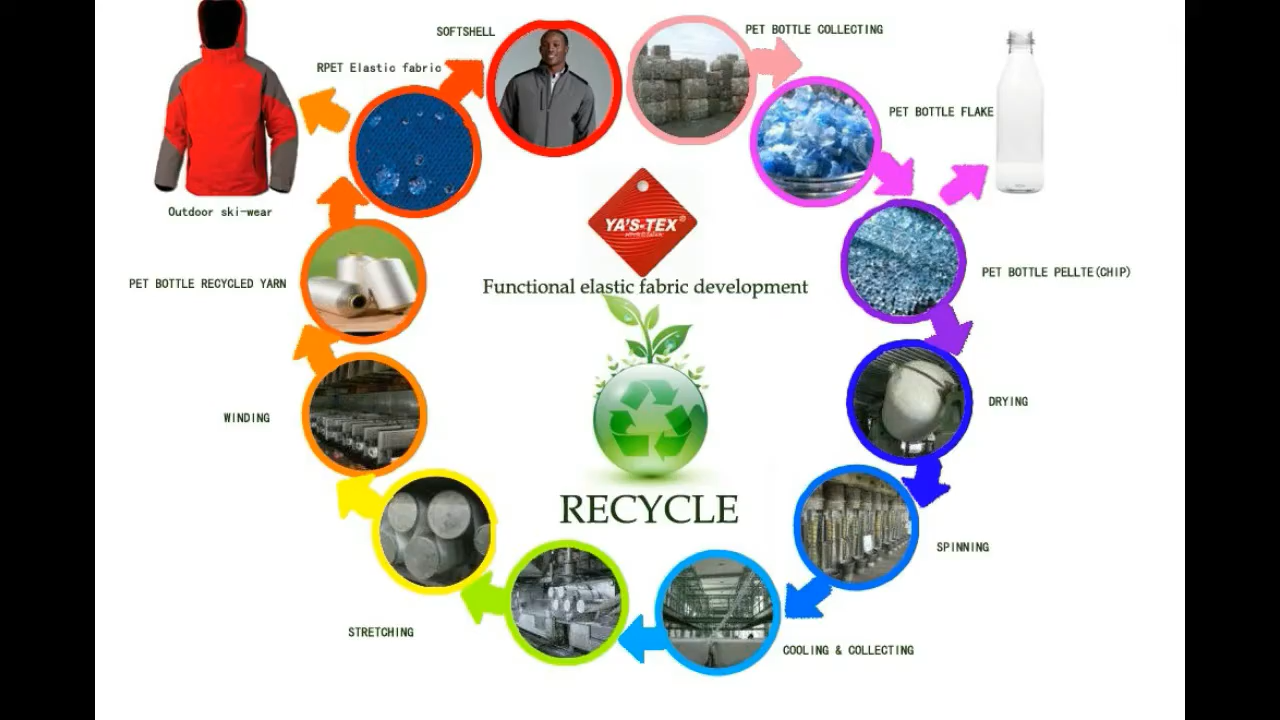 SOFTSHELL
PET BOTTLE COLLECTING
RPET Elastic fabric
PET BOTTLE FLAKE
Outdoor ski-wear
YA'S-TEX®
Functional elastic fabric development
PET BOTTLE PELLTE(CHIP)
PET BOTTLE RECYCLED YARN
DRYING
WINDING
RECYCLE
SPINNING
STRETCHING
COOLING & COLLECTING